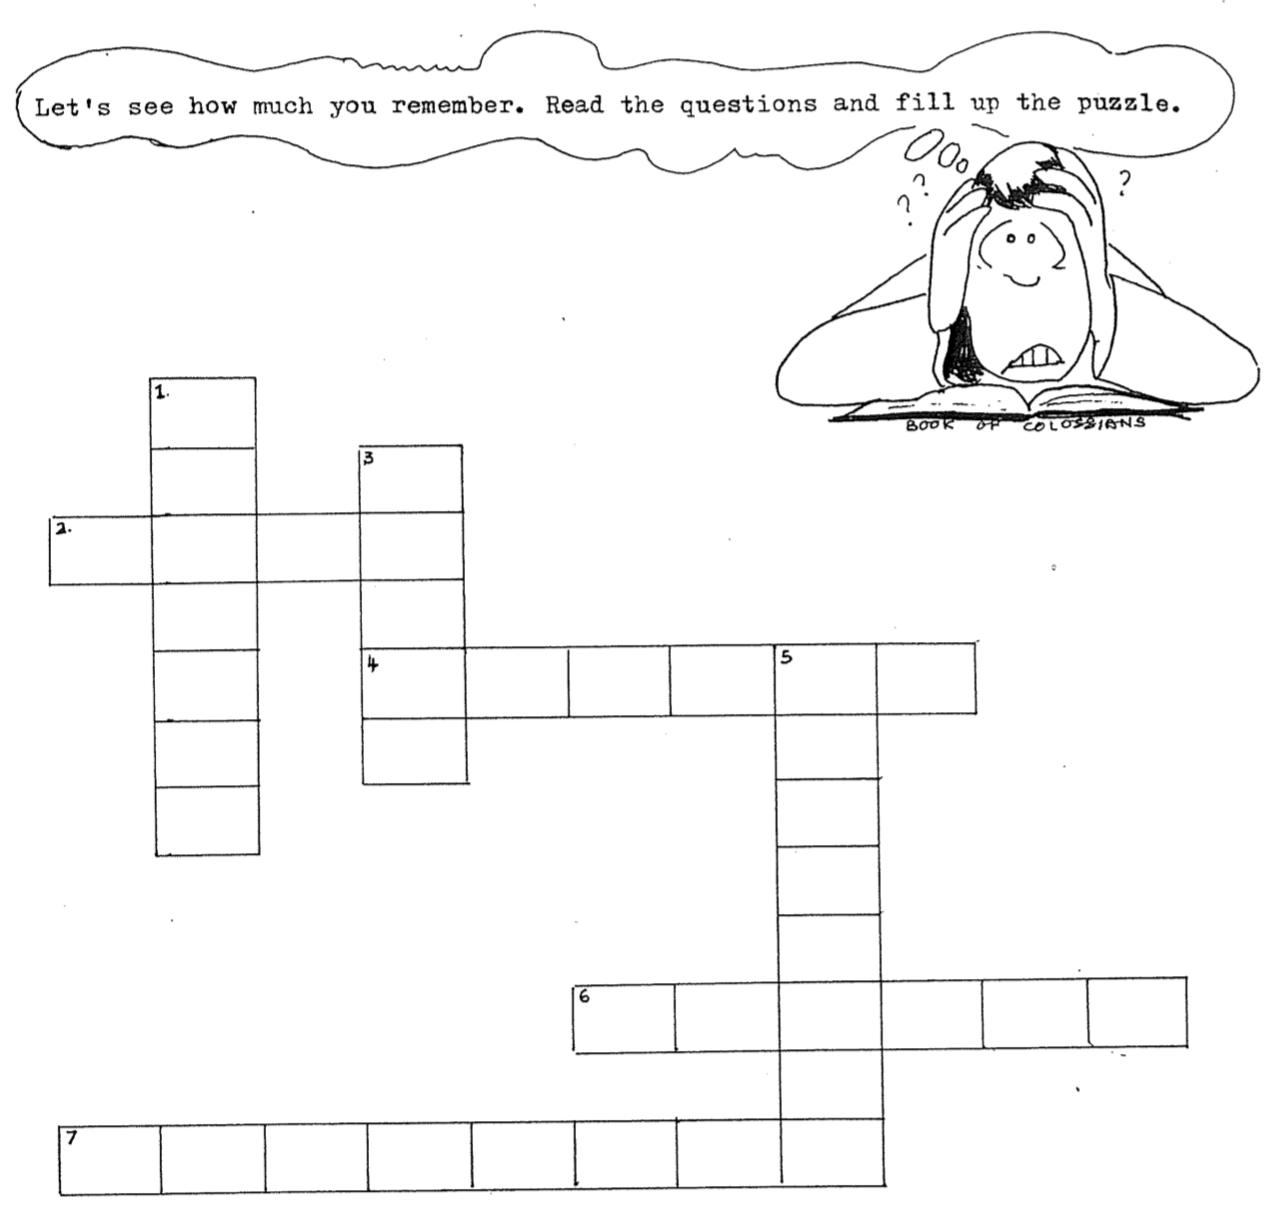 Let's see how much you remember. Read the questions and fill up the puzzle.
? ? ?
BOOK OF COLOSSIANS
1.
3
2.
4 5
6
7